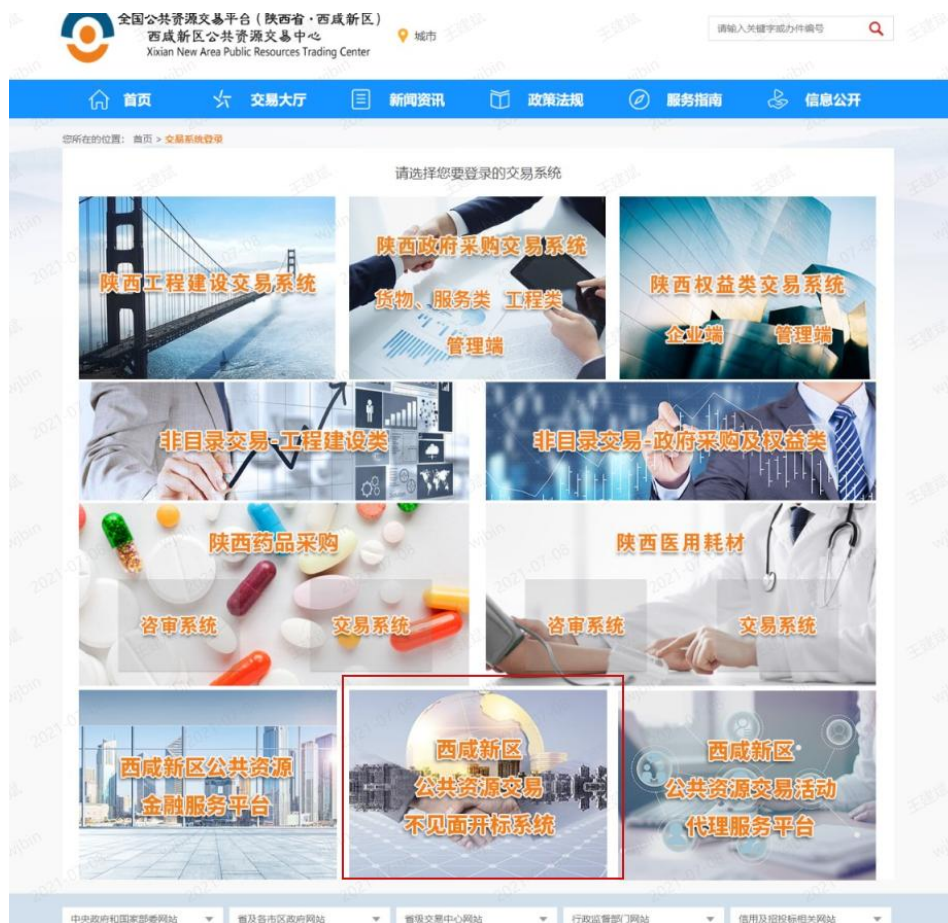 全国公共资源交易平台(陕西省·西咸新区)
西咸新区公共资源交易中心
Xixian New Area Public Resources Trading Center
城市
请输入关键字或办件编号
首页
交易大厅
新闻资讯
政策法规
服务指南
信息公开
您所在的位置: 首页 > 交易系统登录
请选择您要登录的交易系统
陕西工程建设交易系统
陕西政府采购交易系统
货物、服务类 工程类
管理端
陕西权益类交易系统
企业端 管理端
非目录交易-工程建设类
非目录交易-政府采购及权益类
陕西药品采购
咨审系统 交易系统
陕西医用耗材
咨审系统 交易系统
西咸新区公共资源
金融服务平台
西咸新区
公共资源交易
不见面开标系统
西咸新区
公共资源交易活动
代理服务平台
中央政府和国家部委网站
省及各市区政府网站
省级交易中心网站
行政监督部门网站
信用及招投标相关网站